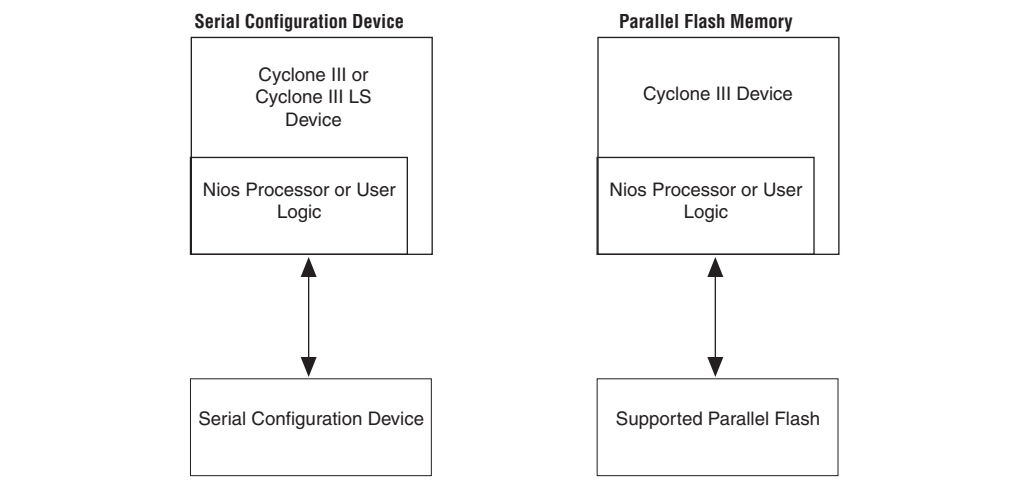 Serial Configuration Device
Cyclone III or
Cyclone III LS
Device
Nios Processor or User
Logic
Serial Configuration Device
Parallel Flash Memory
Cyclone III Device
Nios Processor or User
Logic
Supported Parallel Flash